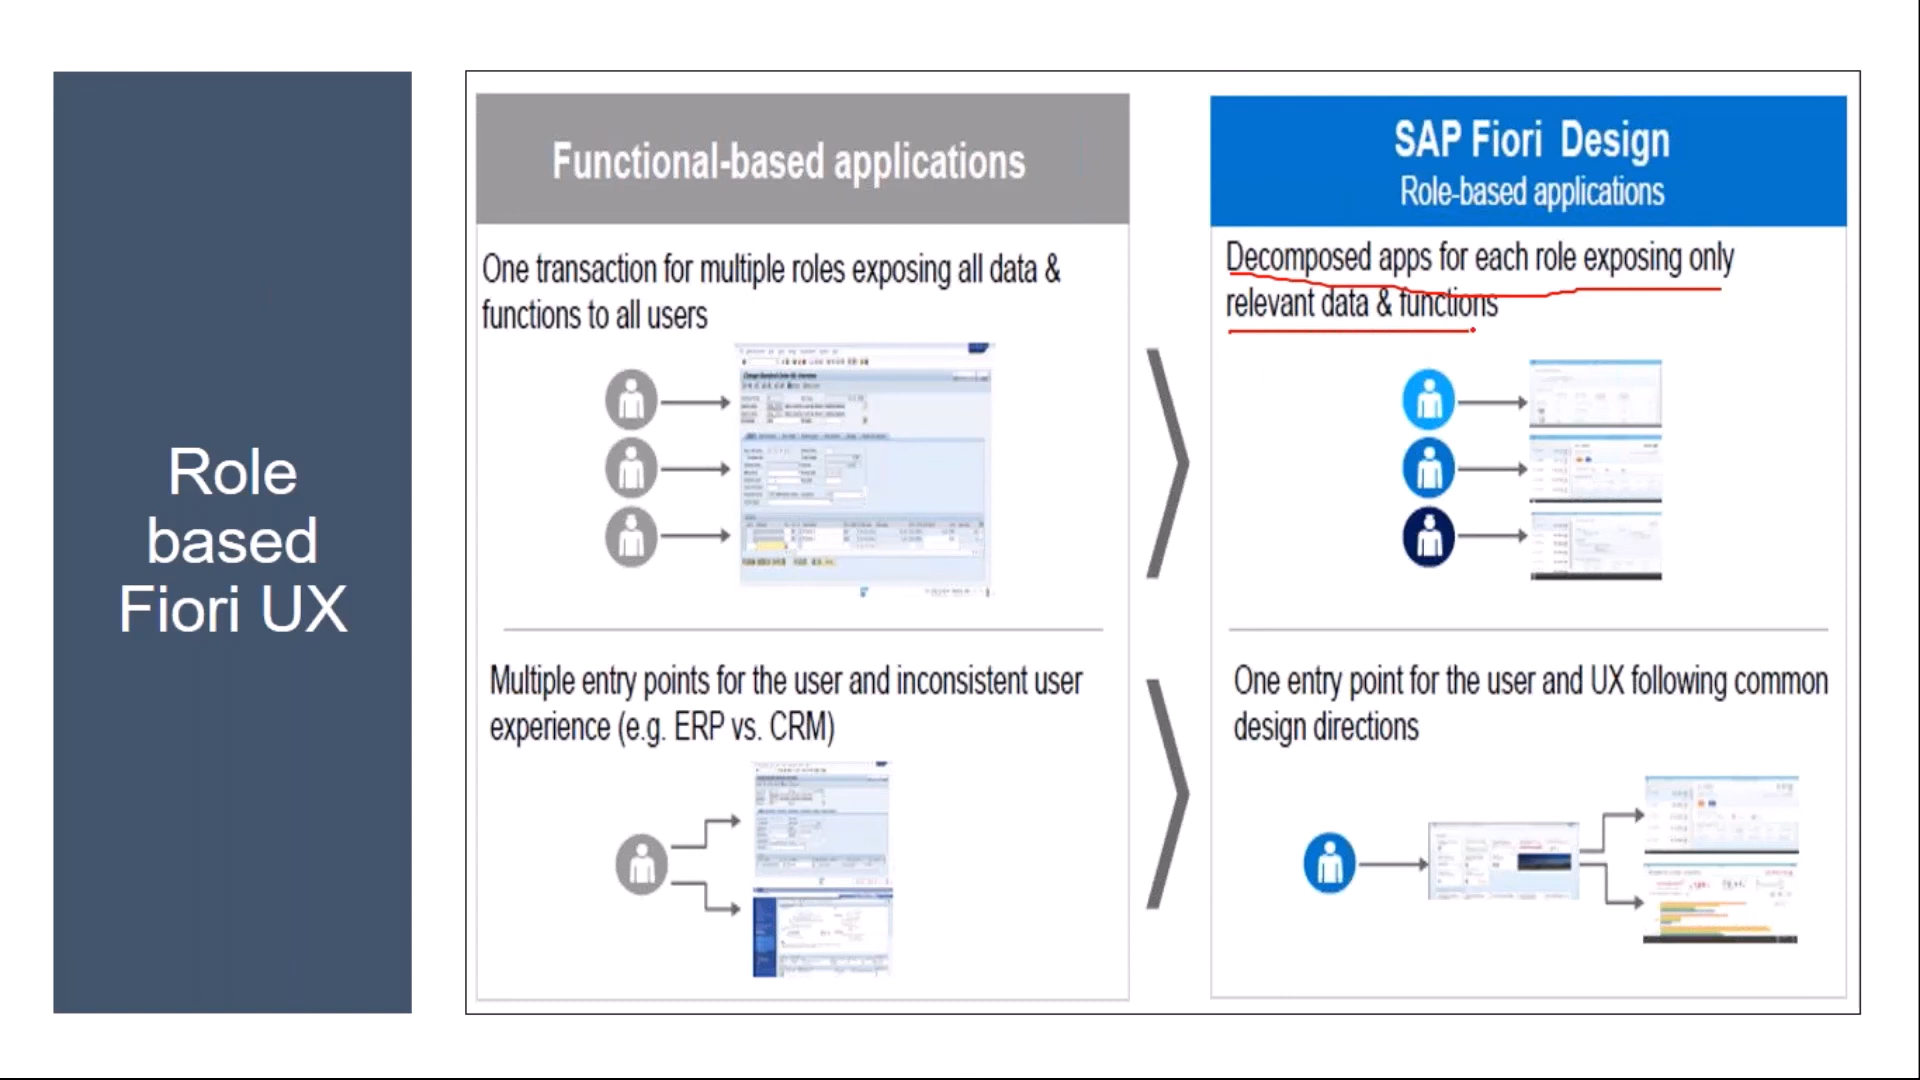 Role
based
Fiori UX
Functional-based applications
One transaction for multiple roles exposing all data &
functions to all users
Multiple entry points for the user and inconsistent user
experience (e.g. ERP vs. CRM)
SAP Fiori Design
Role-based applications
Decomposed apps for each role exposing only
relevant data & functions
One entry point for the user and UX following common
design directions